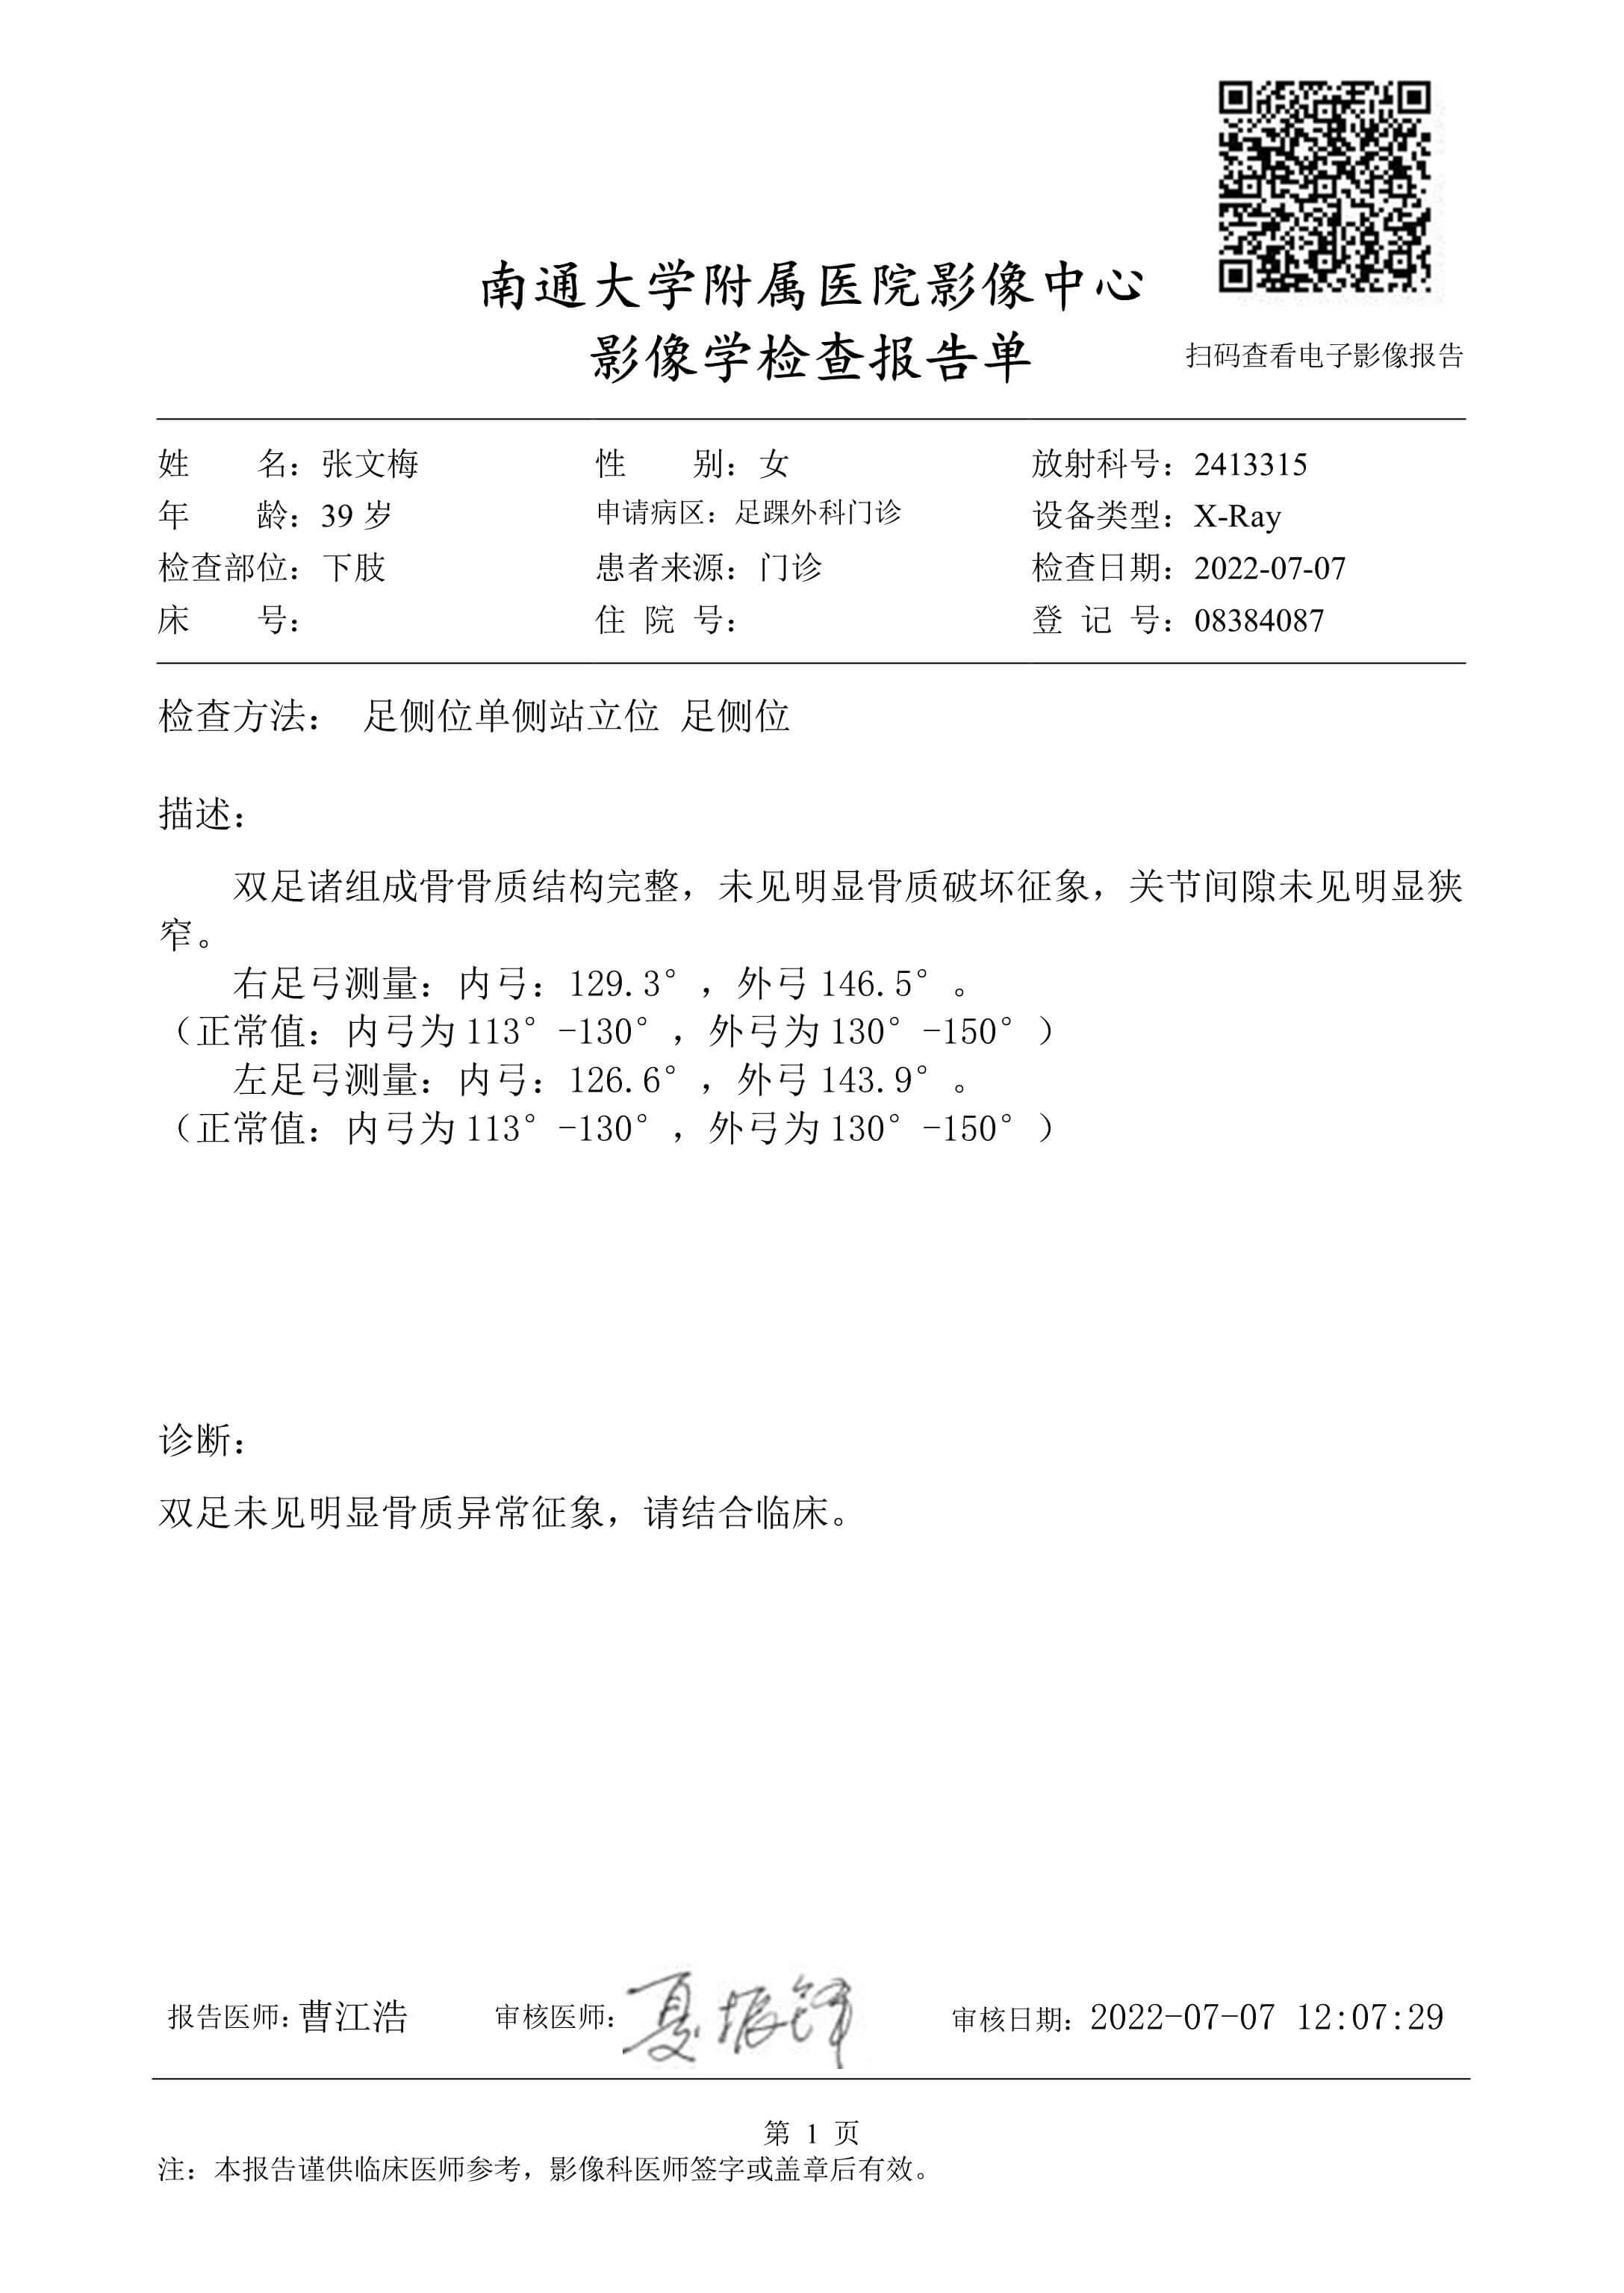 南通大学附属医院影像中心
影像学检查报告单
扫码查看电子影像报告
姓 名：张文梅 性 别：女 放射科号：2413315
年 龄：39 岁 申请病区：足踝外科门诊 设备类型：X-Ray
检查部位：下肢 患者来源：门诊 检查日期：2022-07-07
床 号： 住 院 号： 登 记 号：08384087
检查方法： 足侧位单侧站立位 足侧位
描述：
双足诸组成骨骨质结构完整，未见明显骨质破坏征象，关节间隙未见明显狭
窄。
右足弓测量：内弓：129.3°，外弓 146.5°。
（正常值：内弓为 113°-130°，外弓为 130°-150°）
左足弓测量：内弓：126.6°，外弓 143.9°。
（正常值：内弓为 113°-130°，外弓为 130°-150°）
诊断：
双足未见明显骨质异常征象，请结合临床。
报告医师：曹江浩 审核医师：夏振铎 审核日期：2022-07-07 12:07:29
第 1 页
注：本报告谨供临床医师参考，影像科医师签字或盖章后有效。